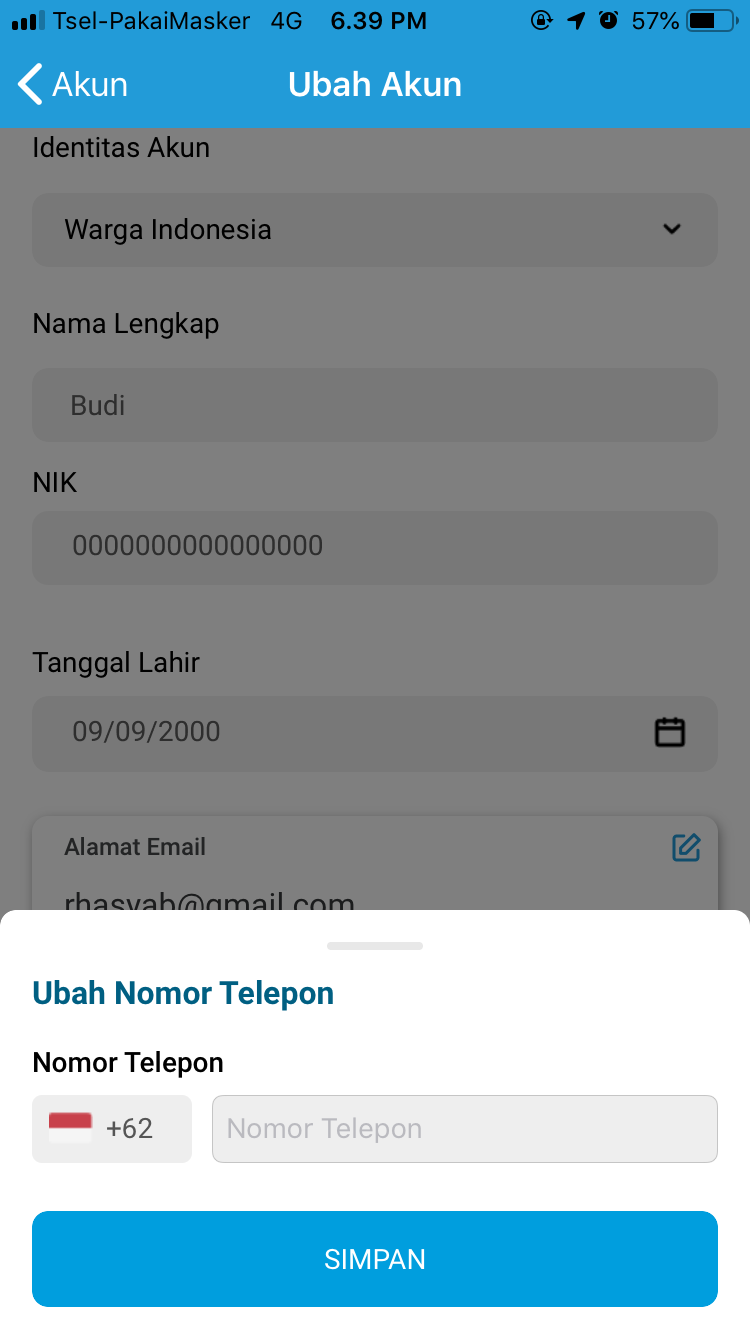 Tsel-PakaiMasker 4G 6.39 PM 57%
Akun Ubah Akun
Identitas Akun
Warga Indonesia
Nama Lengkap
Budi
NIK
0000000000000000
Tanggal Lahir
09/09/2000
Alamat Email
rhasyab@gmail.com
Ubah Nomor Telepon
Nomor Telepon
+62 Nomor Telepon
SIMPAN